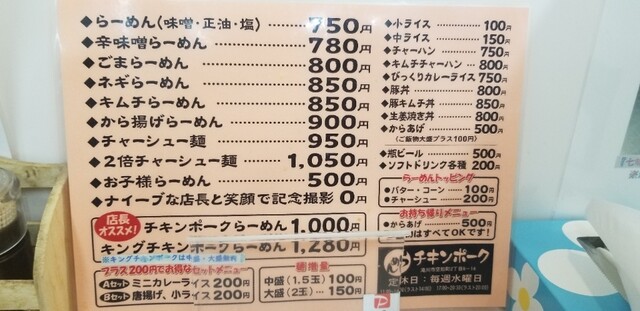 ◆らーめん(味噌・正油・塩) 750円
◆辛味噌らーめん 780円
◆ごまらーめん 800円
◆ネギらーめん 850円
◆キムチらーめん 850円
◆から揚げらーめん 900円
◆チャーシュー麺 950円
◆2倍チャーシュー麺 1,050円
◆お子様らーめん 500円
◆ナイーブな店長と笑顔で記念撮影 0円
店長オススメ!
チキンポークらーめん 1,000円
キングチキンポークらーめん 1,280円
プラス200円でお得なセットメニュー
Aセット ミニカレーライス 200円
Bセット 唐揚げ、小ライス 200円
麺増量
中盛(1.5玉) 100円
大盛(2玉) 150円
◆小ライス 100円
◆中ライス 150円
◆チャーハン 750円
◆キムチチャーハン 800円
◆びっくりカレーライス 750円
◆豚丼 800円
◆豚キムチ丼 850円
◆生姜焼き丼 800円
◆からあげ 500円
(ご飯物大盛プラス100円)
◆瓶ビール 500円
◆ソフトドリンク各種 200円
らーめんトッピング
◆バター・コーン 100円
◆チャーシュー 200円
お持ち帰りメニュー
◆からあげ 500円
はすべてOKです!
チキンポーク
定休日:毎週水曜日